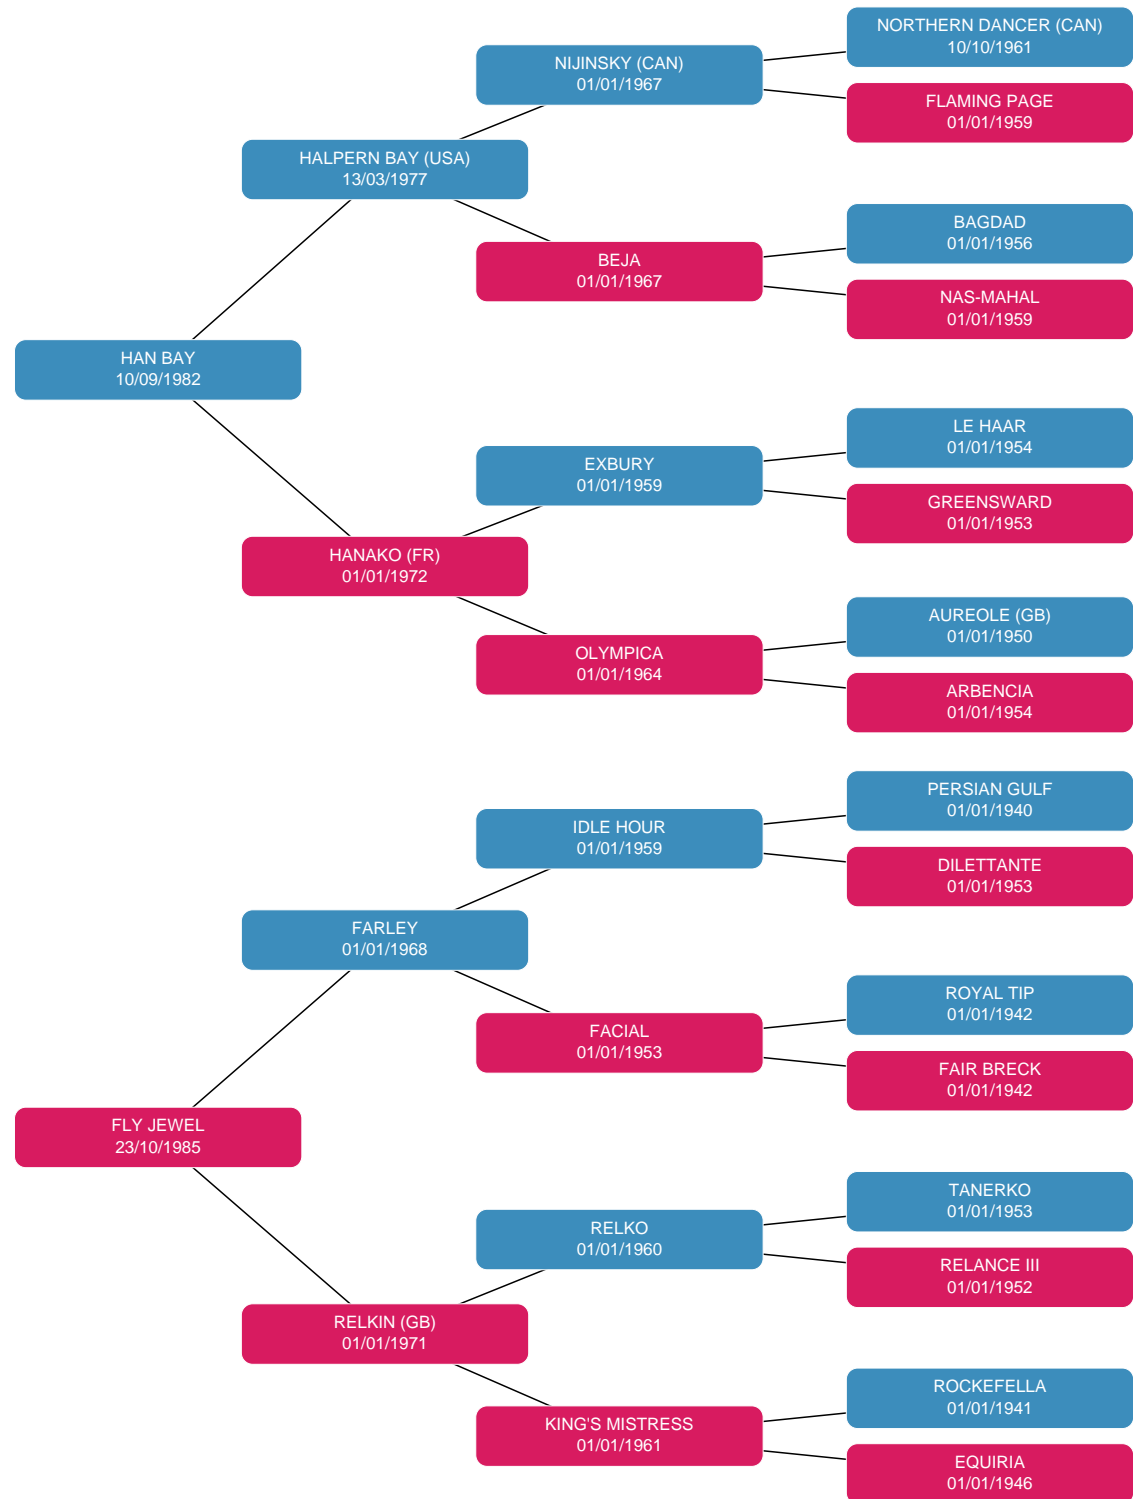 NORTHERN DANCER (CAN)
10/10/1961
NIJINSKY (CAN)
01/01/1967
FLAMING PAGE
01/01/1959
HALPERN BAY (USA)
13/03/1977
BAGDAD
01/01/1956
BEJA
01/01/1967
NAS-MAHAL
01/01/1959
HAN BAY
10/09/1982
LE HAAR
01/01/1954
EXBURY
01/01/1959
GREENSWARD
01/01/1953
HANAKO (FR)
01/01/1972
AUREOLE (GB)
01/01/1950
OLYMPICA
01/01/1964
ARBENCIA
01/01/1954
PERSIAN GULF
01/01/1940
IDLE HOUR
01/01/1959
DILETTANTE
01/01/1953
FARLEY
01/01/1968
ROYAL TIP
01/01/1942
FACIAL
01/01/1953
FAIR BRECK
01/01/1942
FLY JEWEL
23/10/1985
TANERKO
01/01/1953
RELKO
01/01/1960
RELANCE III
01/01/1952
RELKIN (GB)
01/01/1971
ROCKEFELLA
01/01/1941
KING'S MISTRESS
01/01/1961
EQUIRIA
01/01/1946